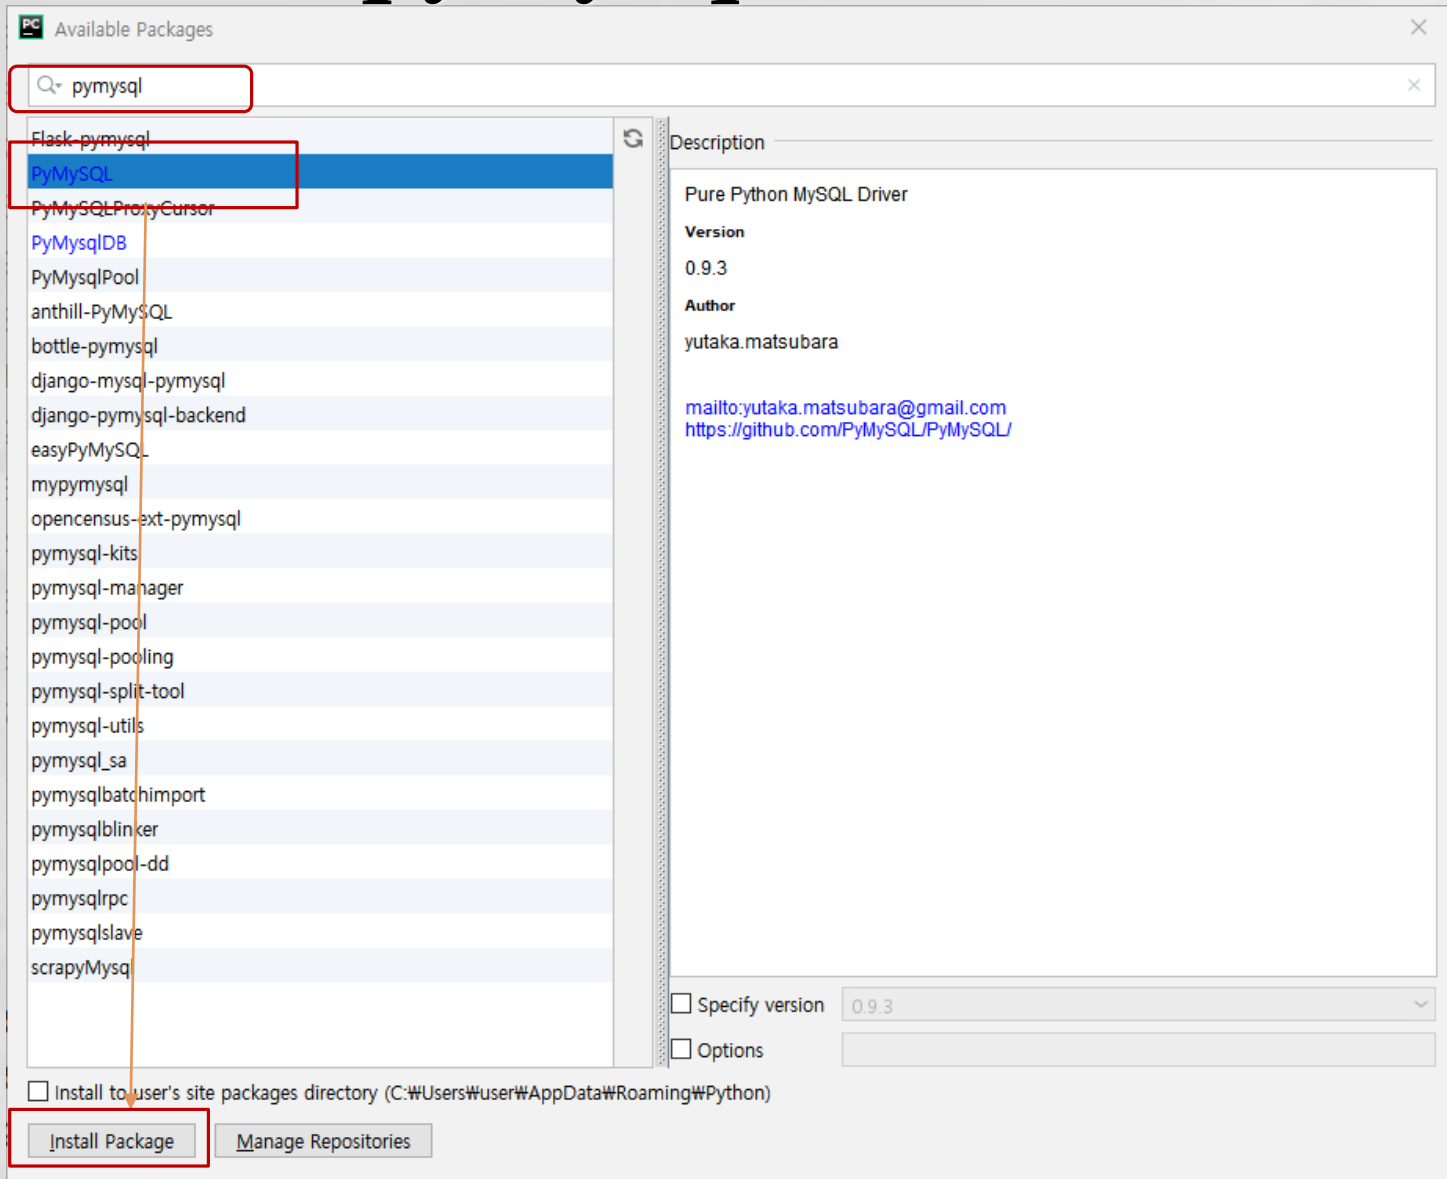 PC
Available Packages
pymysql
Flask-pymysql
PyMySQL
PyMySQLProxyCursor
PyMysqlDB
PyMysqlPool
anthill-PyMySQL
bottle-pymysql
django-mysql-pymysql
django-pymysql-backend
easyPyMySQL
mypymysql
opencensus-ext-pymysql
pymysql-kits
pymysql-manager
pymysql-pool
pymysql-pooling
pymysql-split-tool
pymysql-utils
pymysql_sa
pymysqlbatchimport
pymysqlblinker
pymysqlpool-dd
pymysqlrpc
pymysqlslave
scrapyMysql
Description
Pure Python MySQL Driver
Version
0.9.3
Author
yutaka.matsubara
mailto:yutaka.matsubara@gmail.com
https://github.com/PyMySQL/PyMySQL/
Specify version 0.9.3
Options
Install to user's site packages directory (C:₩Users₩user₩AppData₩Roaming₩Python)
Install Package Manage Repositories